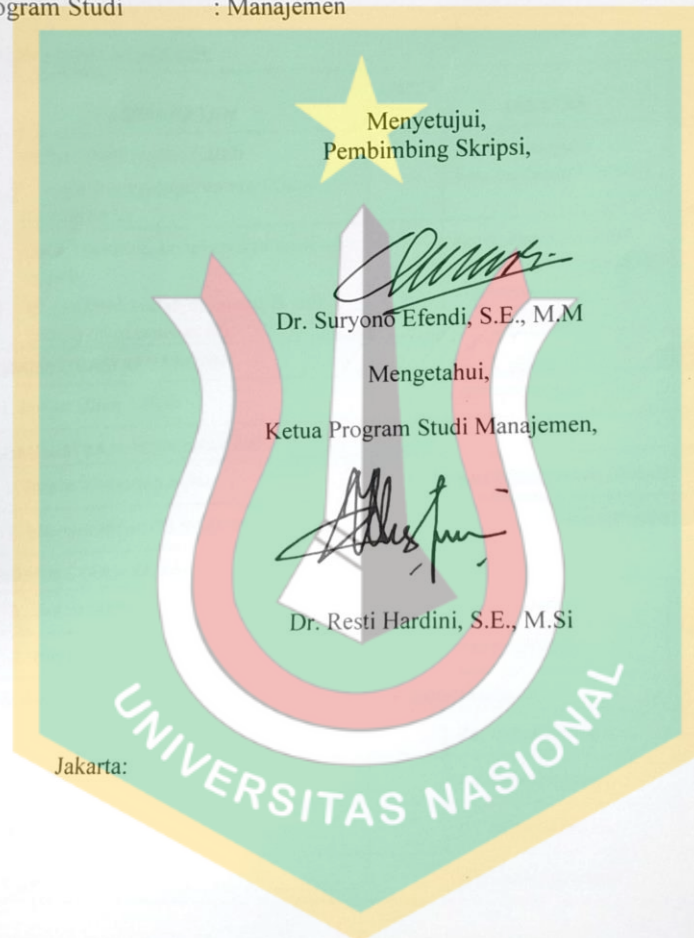 ogram Studi : Manajemen
Menyetujui,
Pembimbing Skripsi,
Dr. Suryono Efendi, S.E., M.M
Mengetahui,
Ketua Program Studi Manajemen,
Dr. Resti Hardini, S.E., M.Si
Jakarta:
UNIVERSITAS NASIONAL